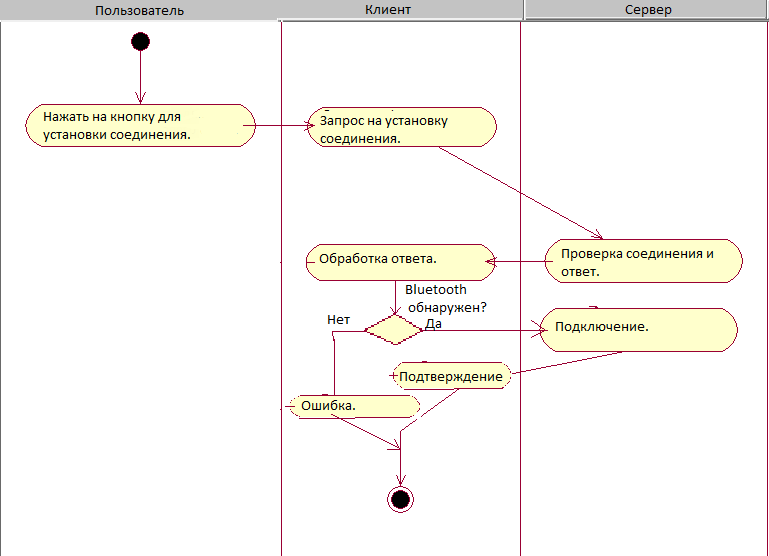 Пользователь
Клиент
Сервер
Нажать на кнопку для
установки соединения.
Запрос на установку
соединения.
Проверка соединения и
ответ.
Обработка ответа.
Bluetooth
обнаружен?
Нет
Да
Подключение.
Подтверждение
Ошибка.